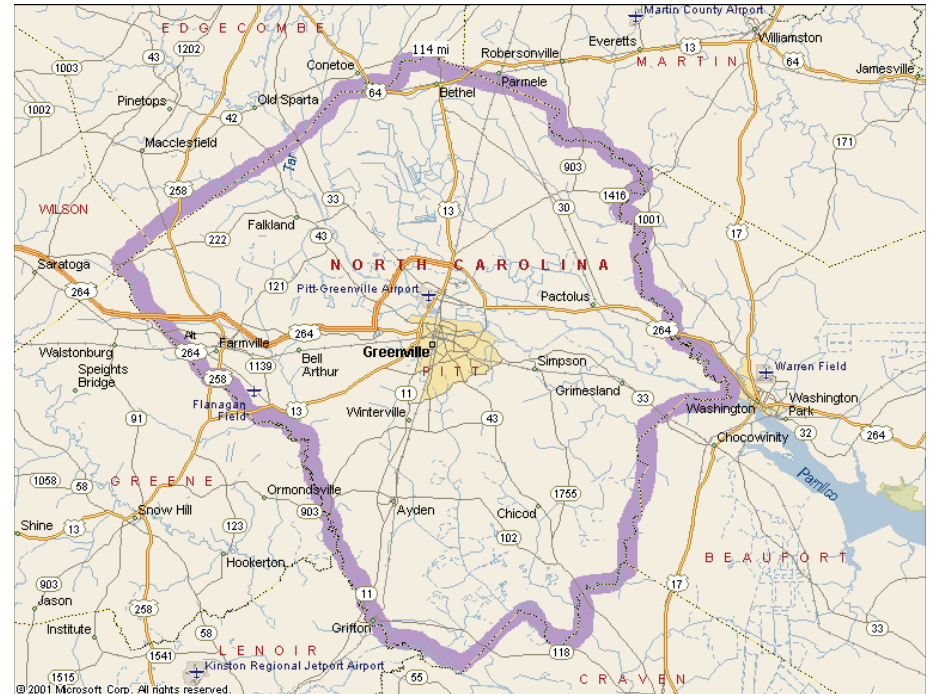 Martin County Airport
EDGECOMBE
Williamston
1202
114 mi
Robersonville
Everetts
13
43
1003
Conetoe
MARTIN
64
Parmele
Jamesville
64
Bethel
Pinetops
Old Sparta
1002
42
171
Macclesfield
Tar
903
258
33
1416
WILSON
13
30
1001
Falkland
222
43
17
NORTH CAROLINA
Saratoga
121
Pitt-Greenville Airport
264
Pactolus
264
264
Alt
Farmville
Greenville
Walstonburg
264
Bell
Arthur
1139
Simpson
Warren Field
Speights
Bridge
258
PITT
Grimesland
Flanagan
Field
11
33
Washington
Washington
Park
13
Winterville
43
91
32
264
Chocowinity
GREENE
Pamlico
1058
58
Ormondsville
1755
Snow Hill
903
Ayden
Chicod
Shine
13
123
102
Hookerton
BEAUFORT
903
17
11
Jason
258
Grifton
58
33
Institute
LENOIR
118
1541
Kinston Regional Jetport Airport
1515
55
CRAVEN
© 2001 Microsoft Corp. All rights reserved.